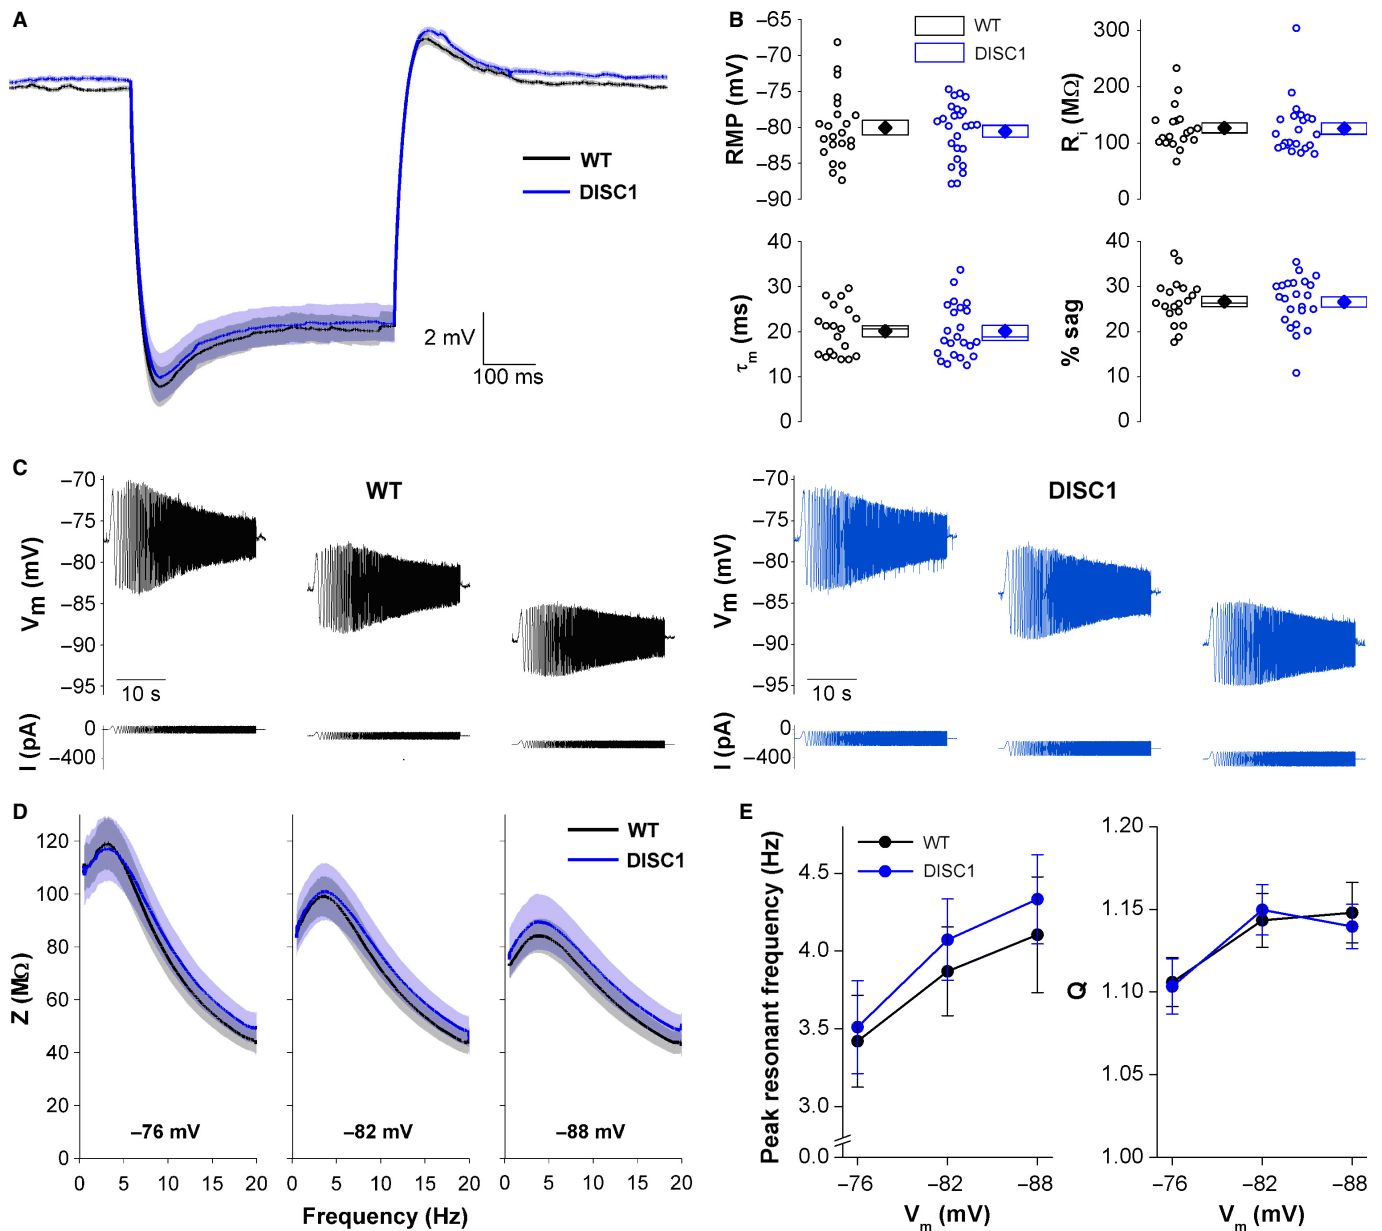 A
WT
DISC1
2 mV
100 ms
B
WT
DISC1
RMP (mV)
−65
−70
−75
−80
−85
−90
R_i (MΩ)
300
200
100
0
τ_m (ms)
40
30
20
10
0
% sag
40
30
20
10
0
C
WT
V_m (mV)
−70
−75
−80
−85
−90
−95
10 s
I (pA)
0
−400
DISC1
V_m (mV)
−70
−75
−80
−85
−90
−95
10 s
I (pA)
0
−400
D
WT
DISC1
Z (MΩ)
120
100
80
60
40
20
0
−76 mV
−82 mV
−88 mV
0 5 10 15 20
0 5 10 15 20
0 5 10 15 20
Frequency (Hz)
E
WT
DISC1
Peak resonant frequency (Hz)
4.5
4.0
3.5
3.0
0.0
−76 −82 −88
V_m (mV)
Q
1.20
1.15
1.10
1.05
1.00
−76 −82 −88
V_m (mV)